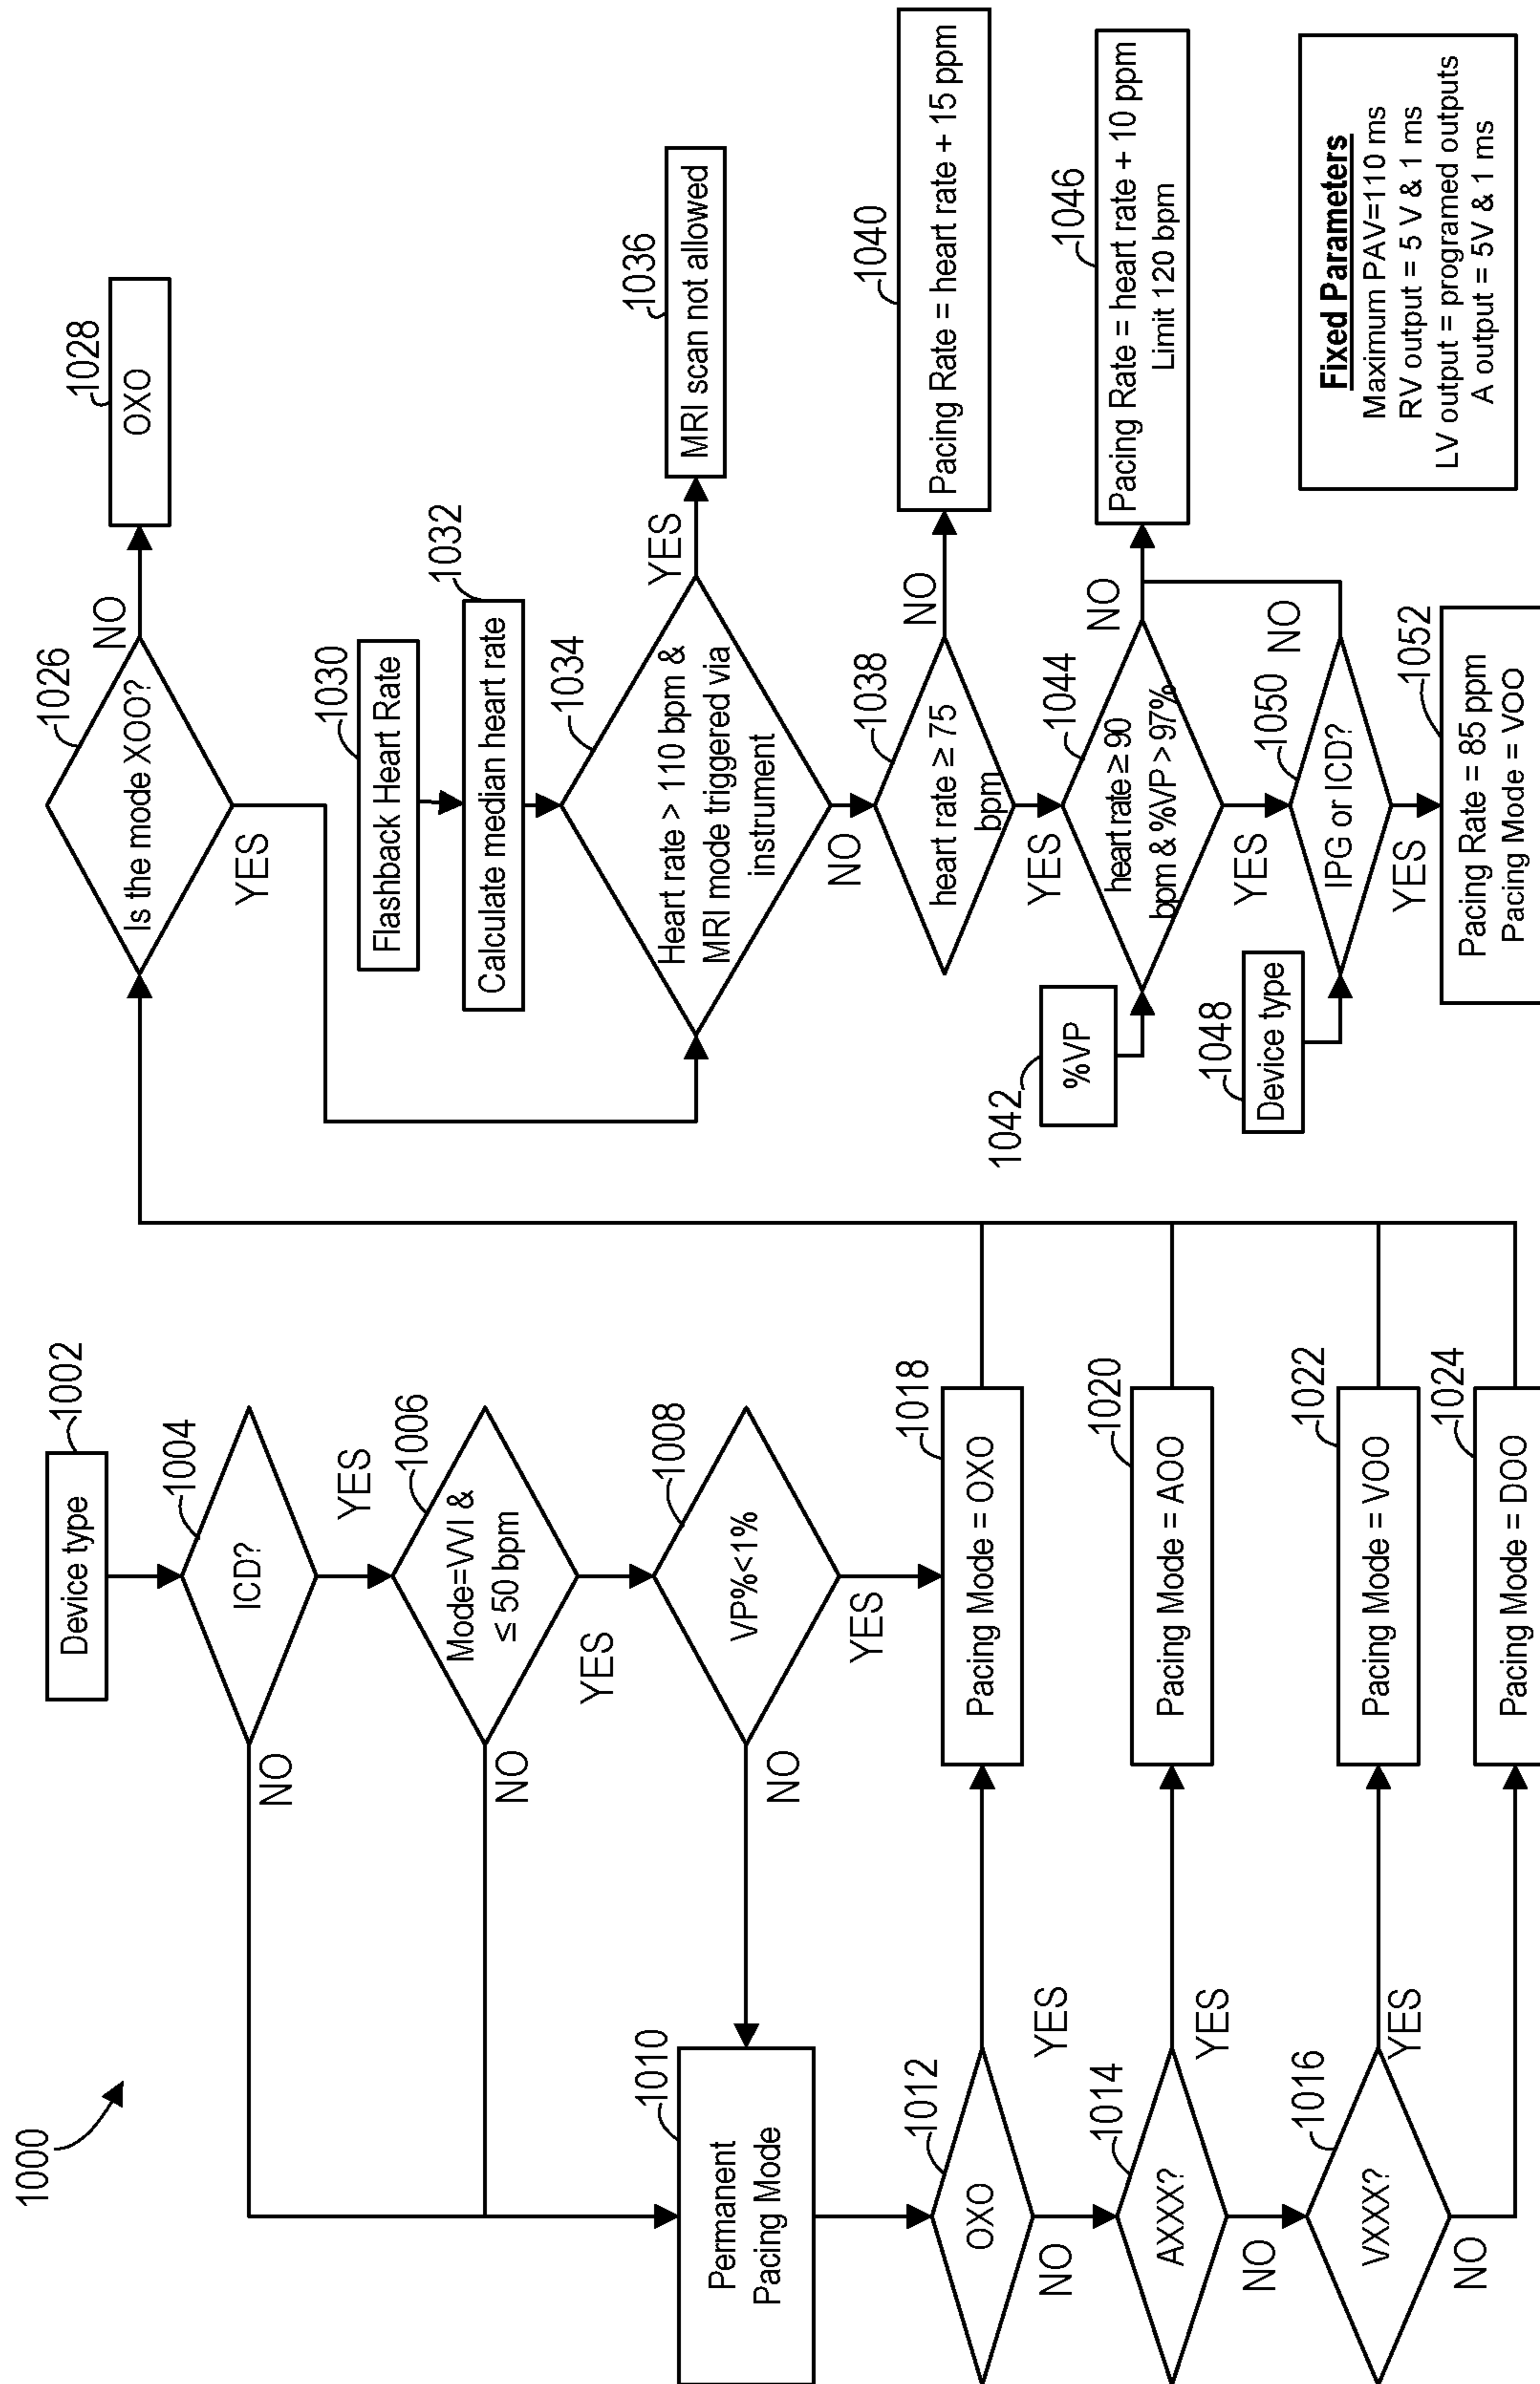 1000
Device type
1002
ICD?
1004
NO
YES
Mode=VVI &
≤ 50 bpm
1006
NO
YES
VP%<1%
1008
NO
YES
Permanent
Pacing Mode
1010
OXO
1012
YES
NO
Pacing Mode = OXO
1018
AXXX?
1014
YES
NO
Pacing Mode = AOO
1020
VXXX?
1016
YES
NO
Pacing Mode = VOO
1022
Pacing Mode = DOO
1024
Is the mode XOO?
1026
NO
YES
OXO
1028
Flashback Heart Rate
1030
Calculate median heart rate
1032
Heart rate > 110 bpm &
MRI mode triggered via
instrument
1034
YES
NO
MRI scan not allowed
1036
heart rate ≥ 75
bpm
1038
NO
YES
Pacing Rate = heart rate + 15 ppm
1040
%VP
1042
heart rate ≥ 90
bpm & %VP > 97%
1044
NO
YES
Pacing Rate = heart rate + 10 ppm
Limit 120 bpm
1046
Device type
1048
IPG or ICD?
1050
NO
YES
Pacing Rate = 85 ppm
Pacing Mode = VOO
1052
Fixed Parameters
Maximum PAV=110 ms
RV output = 5 V & 1 ms
LV output = programed outputs
A output = 5V & 1 ms